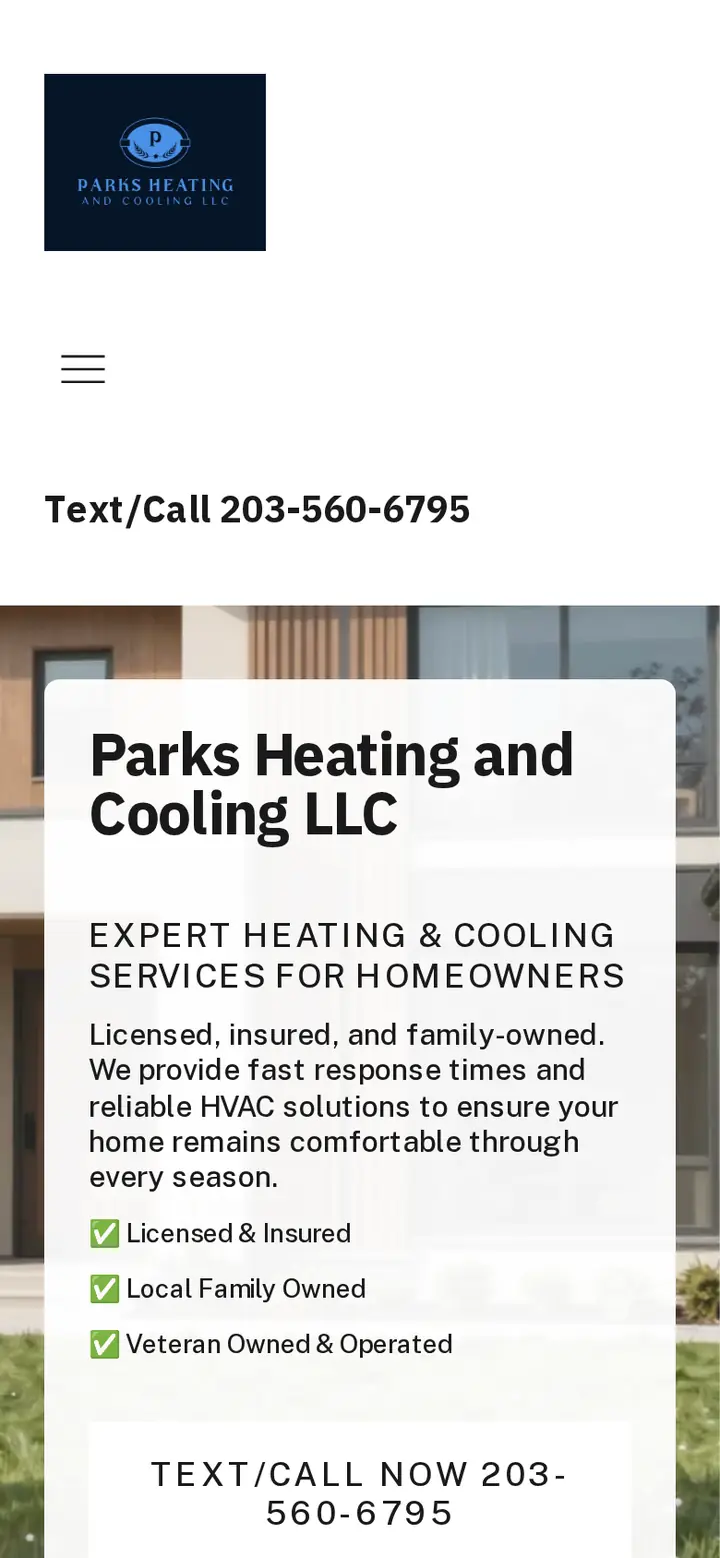 P
PARKS HEATING
AND COOLING LLC
Text/Call 203-560-6795
Parks Heating and
Cooling LLC
EXPERT HEATING & COOLING
SERVICES FOR HOMEOWNERS
Licensed, insured, and family-owned.
We provide fast response times and
reliable HVAC solutions to ensure your
home remains comfortable through
every season.
✅ Licensed & Insured
✅ Local Family Owned
✅ Veteran Owned & Operated
TEXT/CALL NOW 203-
560-6795